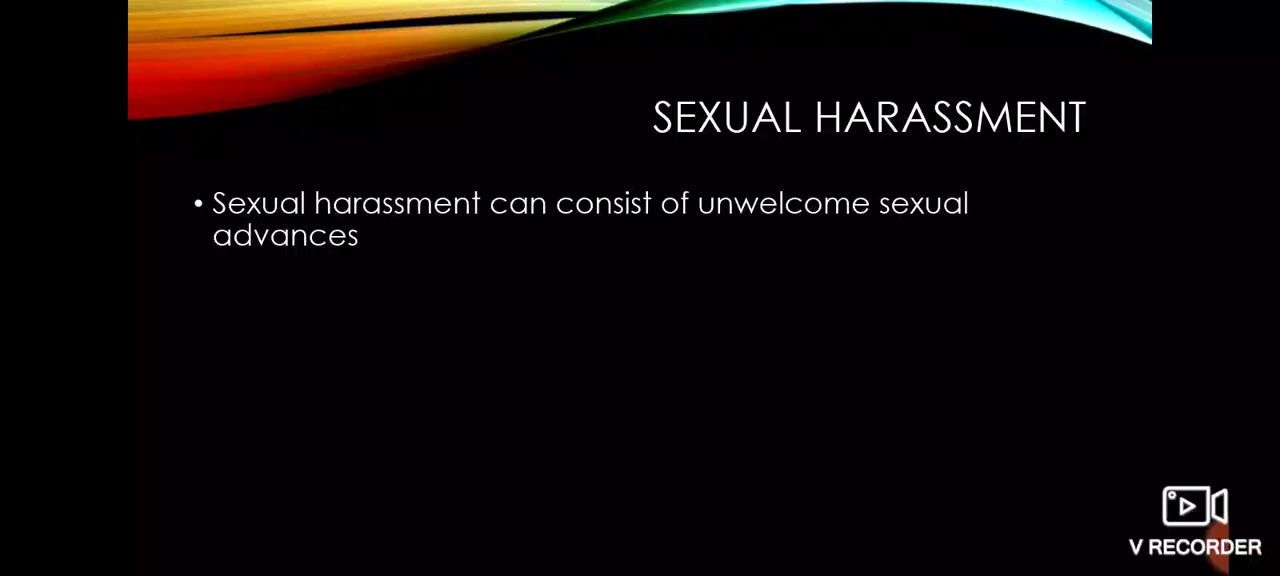 SEXUAL HARASSMENT
• Sexual harassment can consist of unwelcome sexual
advances
V RECORDER